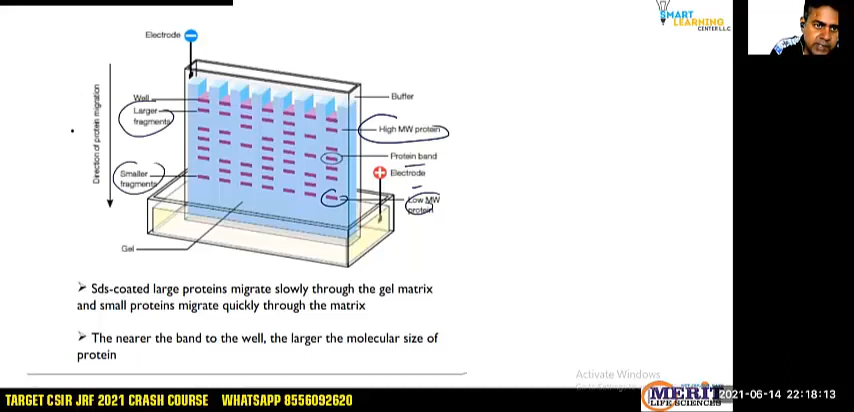 SMART
LEARNING
CENTER L.L.C
Electrode
Direction of protein migration
Well
Larger
fragments
Smaller
fragments
Gel
Buffer
High MW protein
Protein band
Electrode
Low MW
protein
➤ Sds-coated large proteins migrate slowly through the gel matrix
and small proteins migrate quickly through the matrix
➤ The nearer the band to the well, the larger the molecular size of
protein
Activate Windows
TARGET CSIR JRF 2021 CRASH COURSE WHATSAPP 8556092620
MERIT
LIFE SCIENCES
2021-06-14 22:18:13